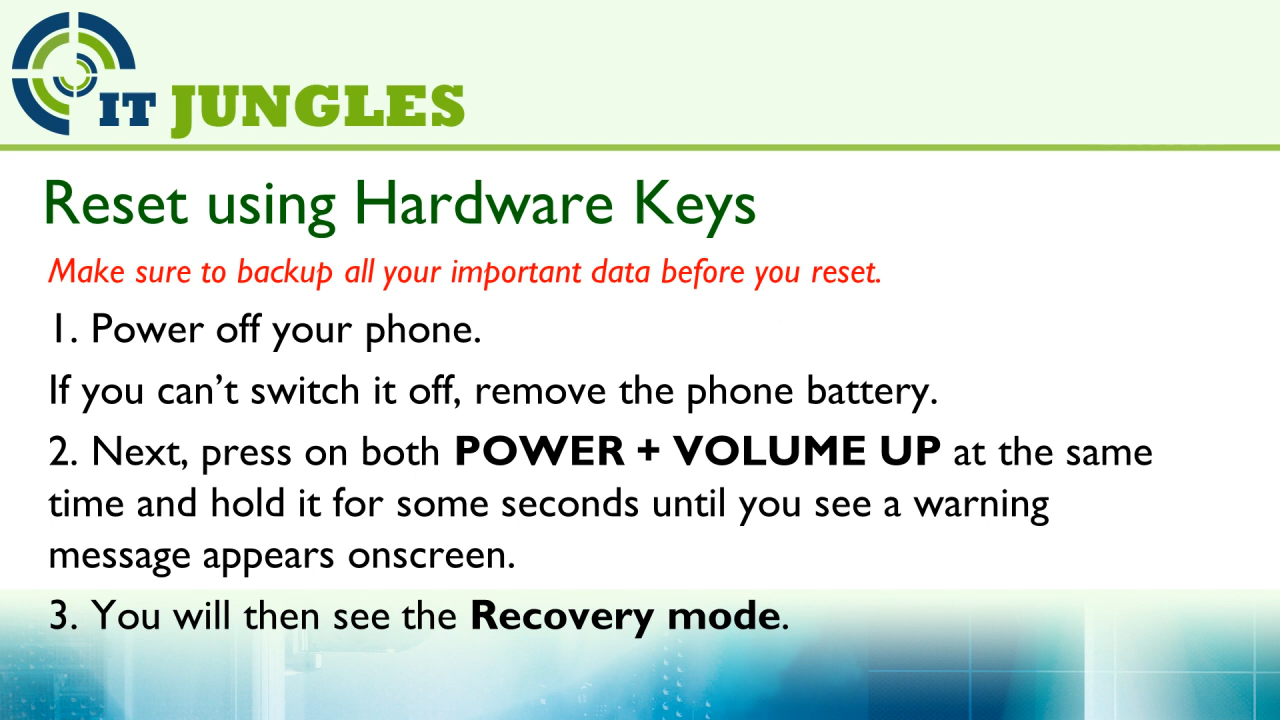 IT JUNGLES
Reset using Hardware Keys
Make sure to backup all your important data before you reset.
1. Power off your phone.
If you can’t switch it off, remove the phone battery.
2. Next, press on both POWER + VOLUME UP at the same
time and hold it for some seconds until you see a warning
message appears onscreen.
3. You will then see the Recovery mode.